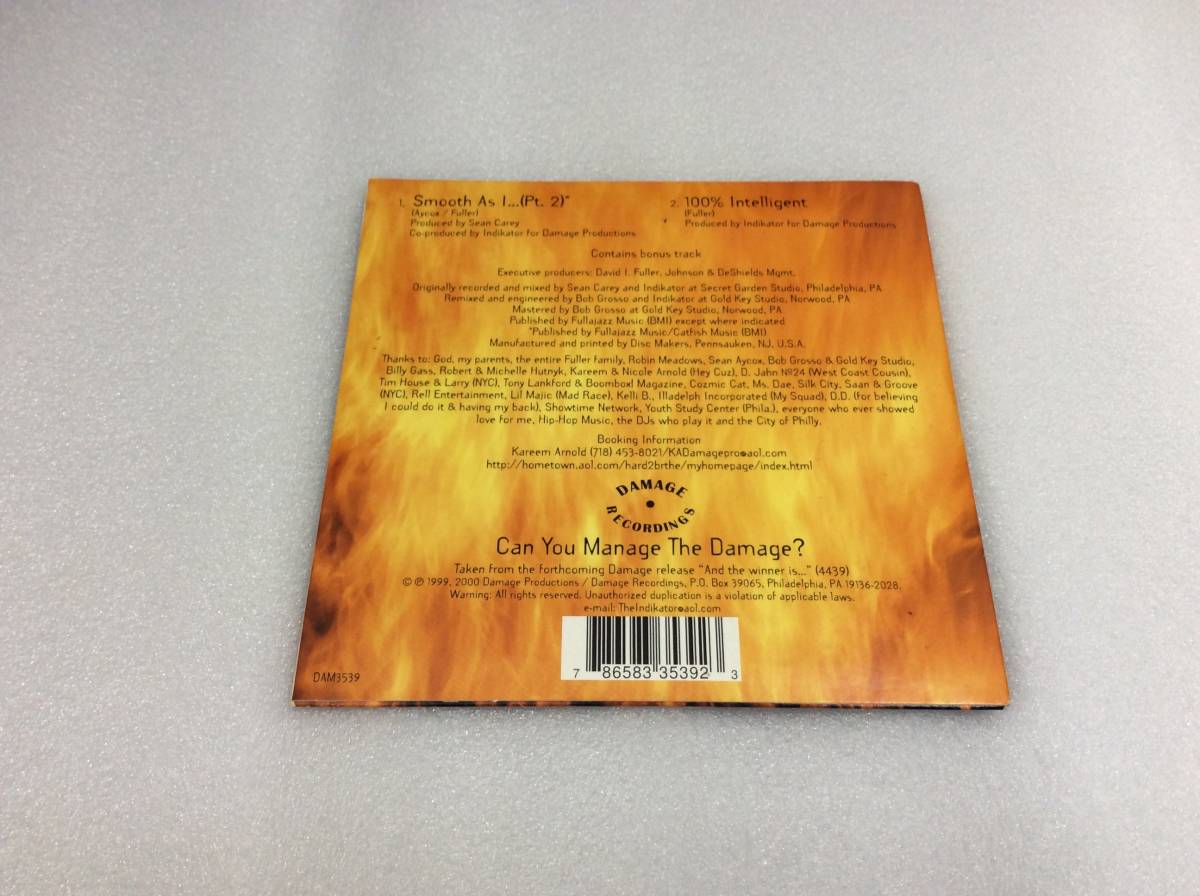 1. Smooth As I...(Pt. 2)*
(Aycox / Fuller)
Produced by Sean Carey
Co-produced by Indikator for Damage Productions
2. 100% Intelligent
(Fuller)
Produced by Indikator for Damage Productions
Contains bonus track
Executive producers: David I. Fuller, Johnson & DeShields Mgmt.
Originally recorded and mixed by Sean Carey and Indikator at Secret Garden Studio, Philadelphia, PA
Remixed and engineered by Bob Grosso and Indikator at Gold Key Studio, Norwood, PA
Mastered by Bob Grosso at Gold Key Studio, Norwood, PA
Published by Fullajazz Music (BMI) except where indicated
*Published by Fullajazz Music/Catfish Music (BMI)
Manufactured and printed by Disc Makers, Pennsauken, NJ, U.S.A.
Thanks to: God, my parents, the entire Fuller family, Robin Meadows, Sean Aycox, Bob Grosso & Gold Key Studio,
Billy Gass, Robert & Michelle Hutnyk, Kareem & Nicole Arnold (Hey Cuz), D. Jahn №24 (West Coast Cousin),
Tim House & Larry (NYC), Tony Lankford & Boombox! Magazine, Cozmic Cat, Ms. Dae, Silk City, Saan & Groove
(NYC), Rell Entertainment, Lil Majic (Mad Race), Kelli B., Illadelph Incorporated (My Squad), D.D. (for believing
I could do it & having my back), Showtime Network, Youth Study Center (Phila.), everyone who ever showed
love for me, Hip-Hop Music, the DJs who play it and the City of Philly.
Booking Information
Kareem Arnold (718) 453-8021/KADamagepro@aol.com
http://hometown.aol.com/hard2brthe/myhomepage/index.html
DAMAGE
RECORDINGS
Can You Manage The Damage?
Taken from the forthcoming Damage release "And the winner is..." (4439)
© ℗ 1999, 2000 Damage Productions / Damage Recordings, P.O. Box 39065, Philadelphia, PA 19136-2028.
Warning: All rights reserved. Unauthorized duplication is a violation of applicable laws.
e-mail: TheIndikator@aol.com
7 86583 35392 3
DAM3539